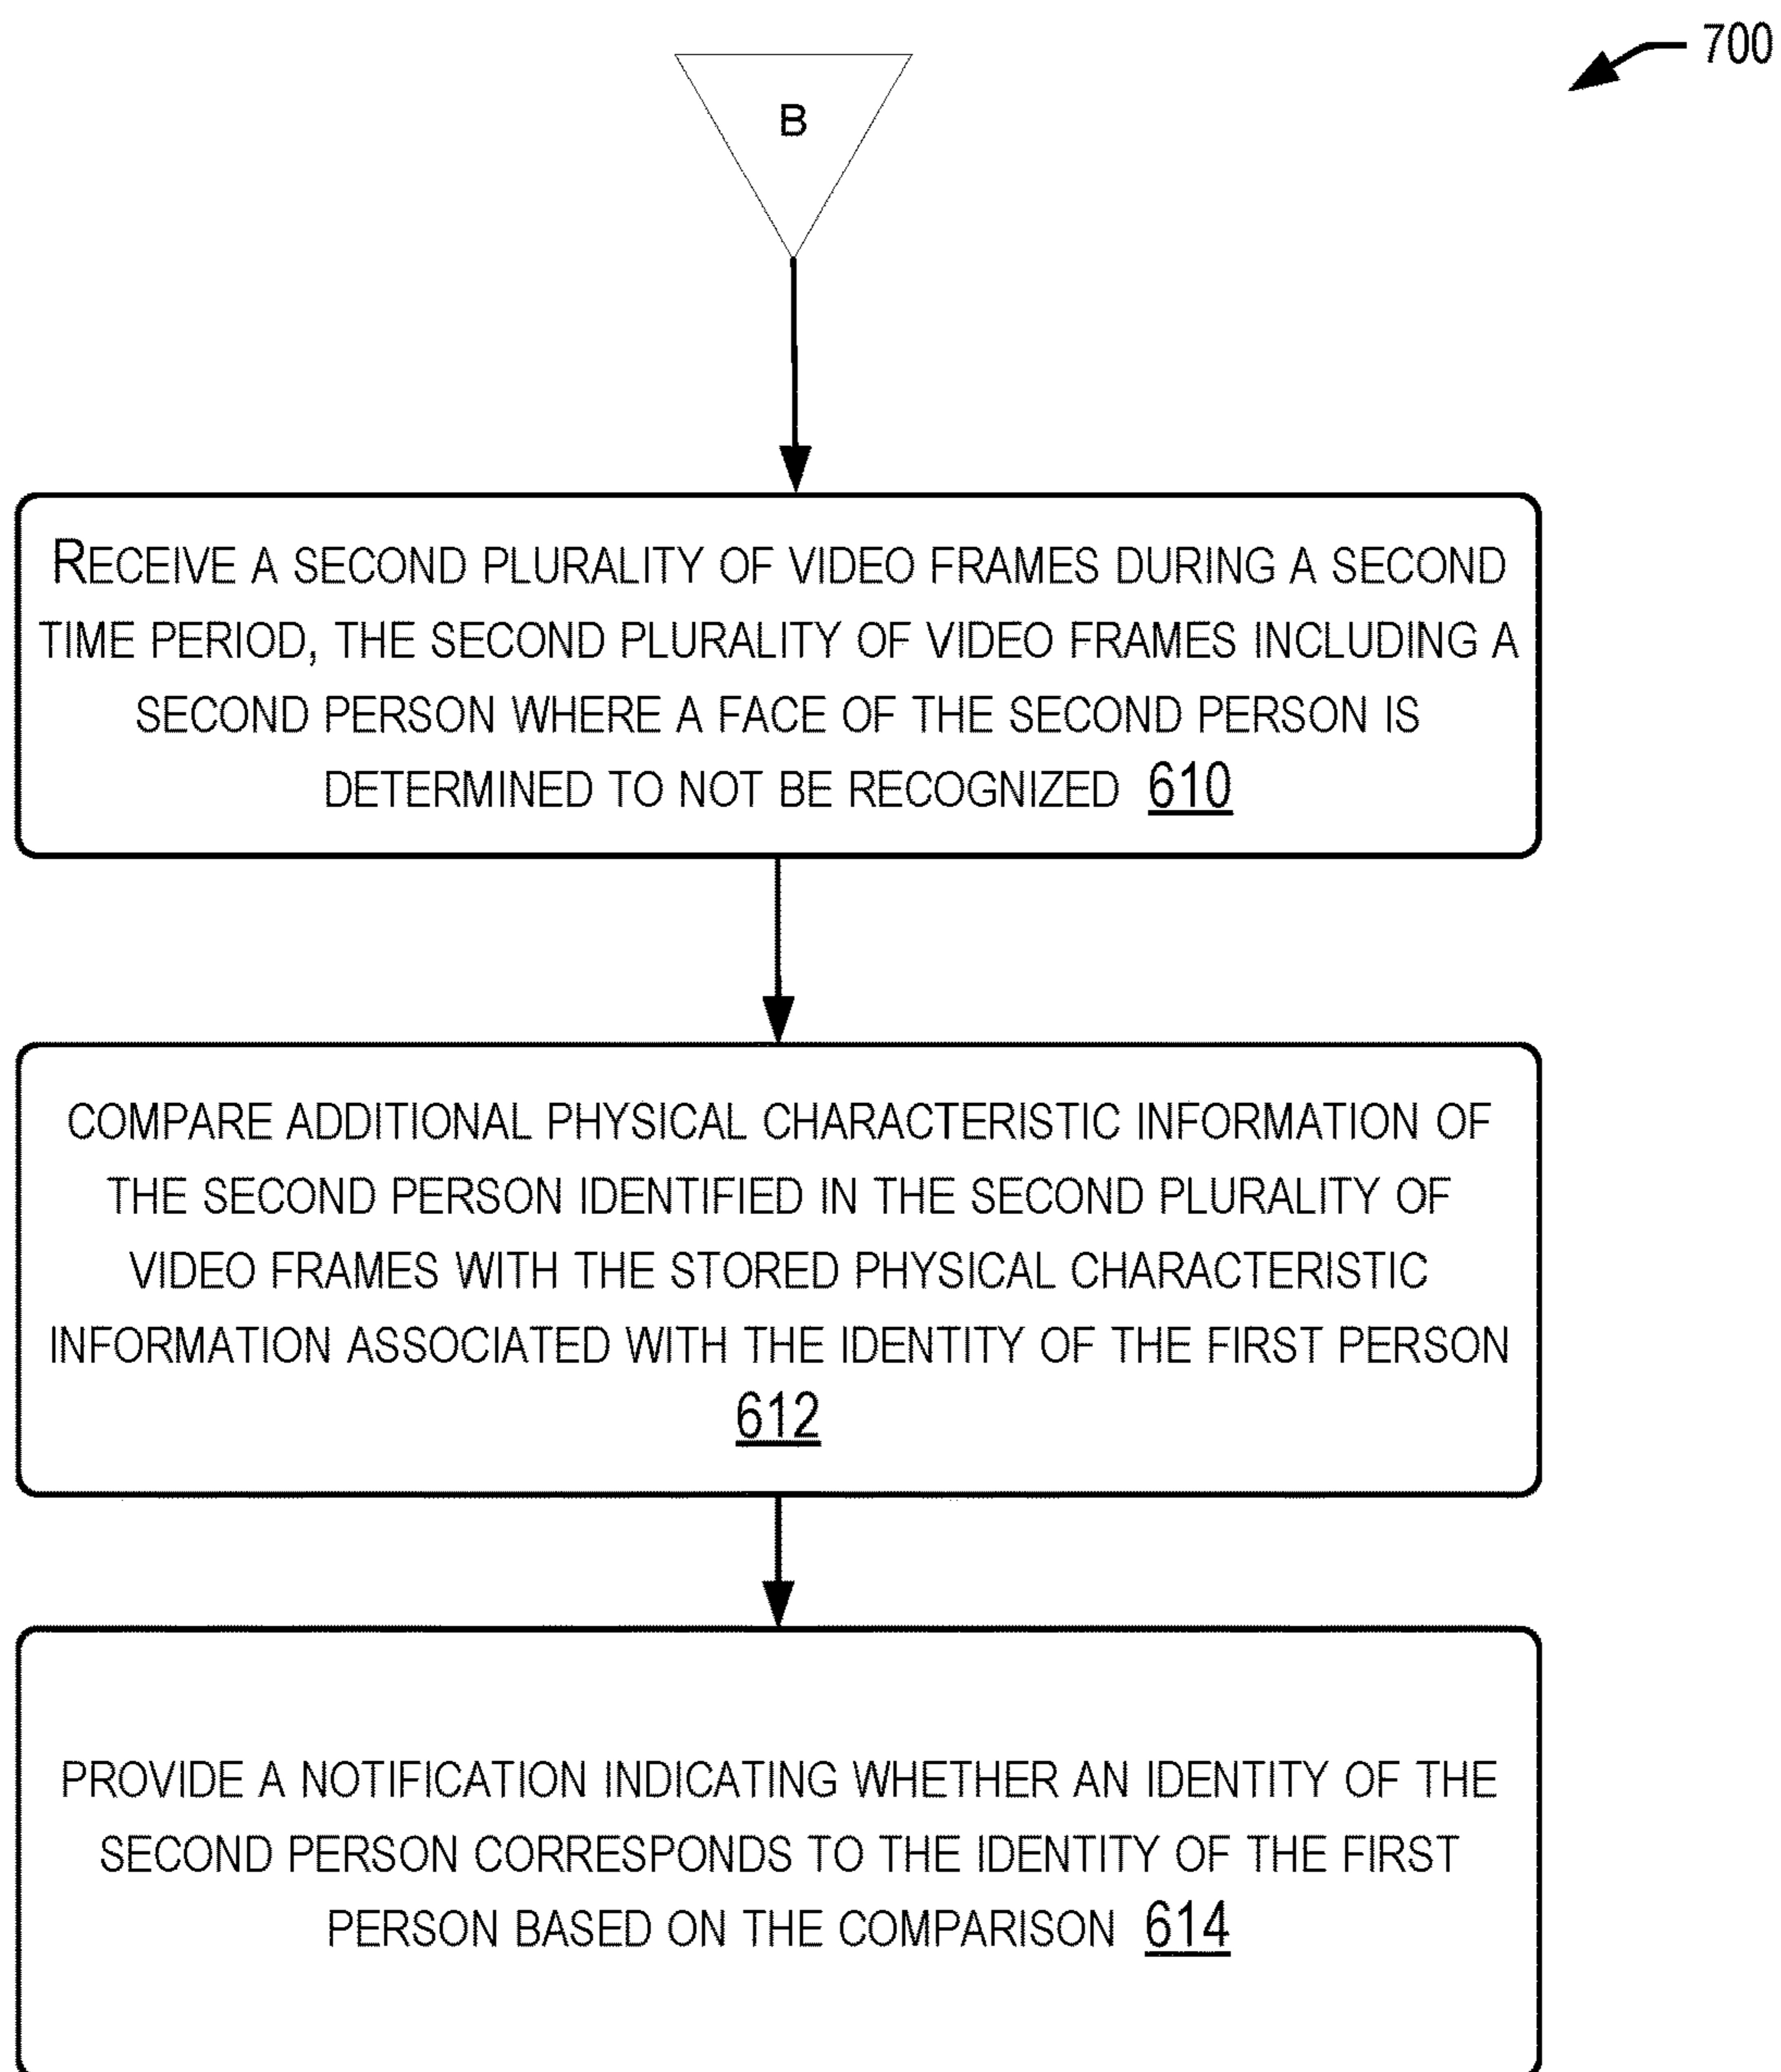 700
B
RECEIVE A SECOND PLURALITY OF VIDEO FRAMES DURING A SECOND
TIME PERIOD, THE SECOND PLURALITY OF VIDEO FRAMES INCLUDING A
SECOND PERSON WHERE A FACE OF THE SECOND PERSON IS
DETERMINED TO NOT BE RECOGNIZED 610
COMPARE ADDITIONAL PHYSICAL CHARACTERISTIC INFORMATION OF
THE SECOND PERSON IDENTIFIED IN THE SECOND PLURALITY OF
VIDEO FRAMES WITH THE STORED PHYSICAL CHARACTERISTIC
INFORMATION ASSOCIATED WITH THE IDENTITY OF THE FIRST PERSON
612
PROVIDE A NOTIFICATION INDICATING WHETHER AN IDENTITY OF THE
SECOND PERSON CORRESPONDS TO THE IDENTITY OF THE FIRST
PERSON BASED ON THE COMPARISON 614